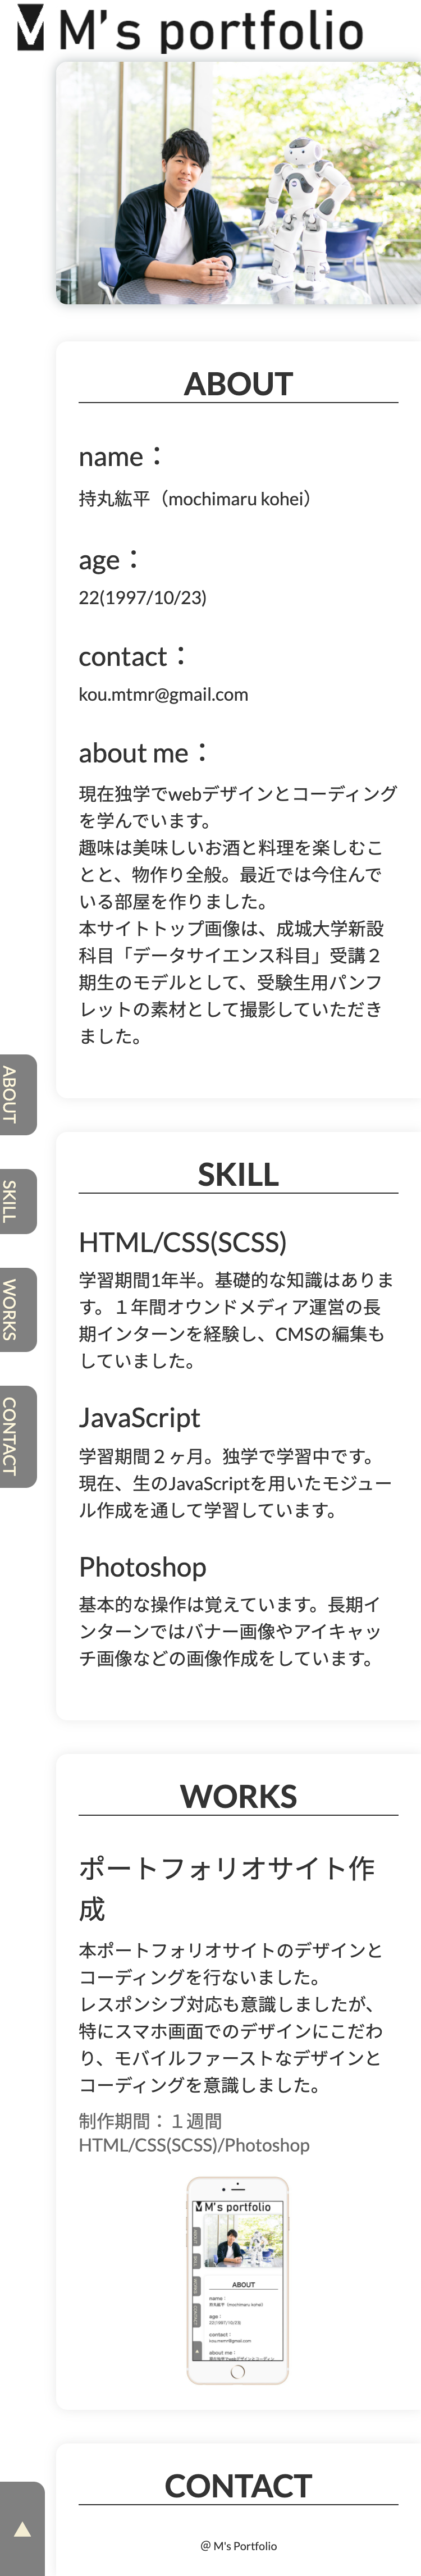 M's portfolio
ABOUT
name：
持丸紘平（mochimaru kohei）
age：
22(1997/10/23)
contact：
kou.mtmr@gmail.com
about me：
現在独学でwebデザインとコーディング
を学んでいます。
趣味は美味しいお酒と料理を楽しむこ
とと、物作り全般。最近では今住んで
いる部屋を作りました。
本サイトトップ画像は、成城大学新設
科目「データサイエンス科目」受講２
期生のモデルとして、受験生用パンフ
レットの素材として撮影していただき
ました。
ABOUT
SKILL
WORKS
CONTACT
SKILL
HTML/CSS(SCSS)
学習期間1年半。基礎的な知識はありま
す。１年間オウンドメディア運営の長
期インターンを経験し、CMSの編集も
していました。
JavaScript
学習期間２ヶ月。独学で学習中です。
現在、生のJavaScriptを用いたモジュー
ル作成を通して学習しています。
Photoshop
基本的な操作は覚えています。長期イ
ンターンではバナー画像やアイキャッ
チ画像などの画像作成をしています。
WORKS
ポートフォリオサイト作
成
本ポートフォリオサイトのデザインと
コーディングを行ないました。
レスポンシブ対応も意識しましたが、
特にスマホ画面でのデザインにこだわ
り、モバイルファーストなデザインと
コーディングを意識しました。
制作期間：１週間
HTML/CSS(SCSS)/Photoshop
M's portfolio
ABOUT
name：
持丸紘平（mochimaru kohei）
age：
22(1997/10/23)
contact：
kou.mtmr@gmail.com
about me：
CONTACT
▲
@ M's Portfolio